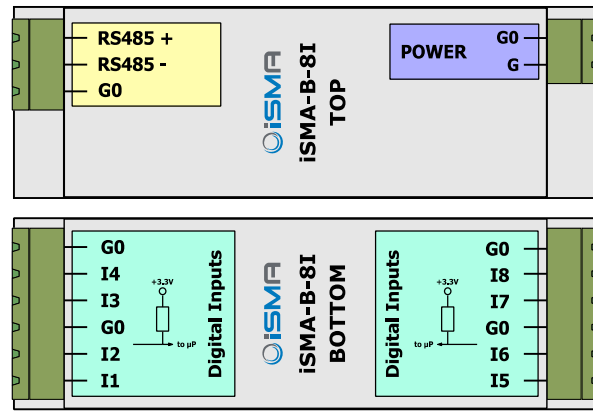 RS485 +
RS485 -
G0
iSMA
iSMA-B-8I
TOP
POWER
G0
G
G0
I4
I3
G0
I2
I1
+3.3V
to µP
Digital Inputs
iSMA
iSMA-B-8I
BOTTOM
Digital Inputs
+3.3V
to µP
G0
I8
I7
G0
I6
I5